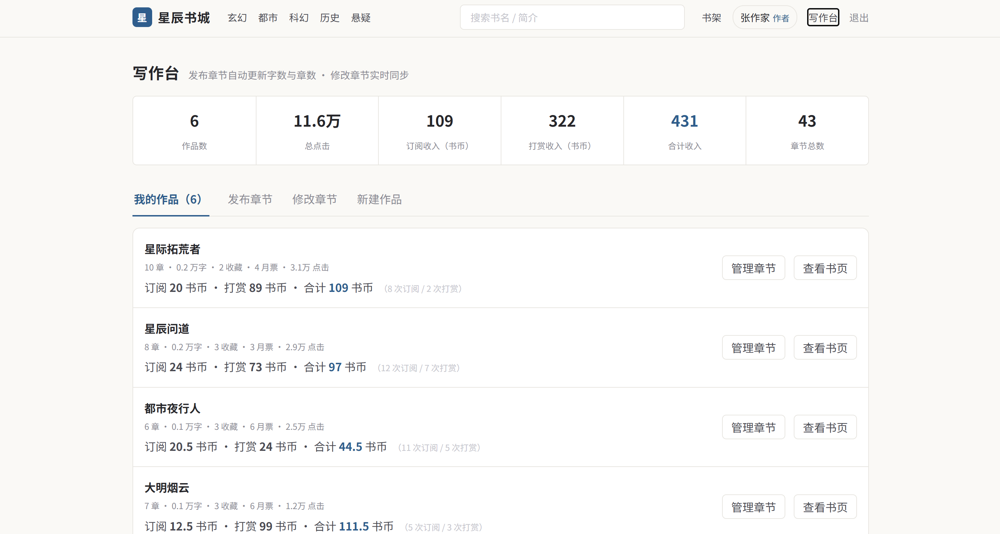 星 星辰书城 玄幻 都市 科幻 历史 悬疑 搜索书名 / 简介 书架 张作家 作者 写作台 退出
写作台 发布章节自动更新字数与章数 · 修改章节实时同步
6 11.6万 109 322 431 43
作品数 总点击 订阅收入（书币） 打赏收入（书币） 合计收入 章节总数
我的作品（6） 发布章节 修改章节 新建作品
星际拓荒者
10 章 · 0.2 万字 · 2 收藏 · 4 月票 · 3.1万 点击
管理章节 查看书页
订阅 20 书币 · 打赏 89 书币 · 合计 109 书币 （8 次订阅 / 2 次打赏）
星辰问道
8 章 · 0.2 万字 · 3 收藏 · 3 月票 · 2.9万 点击
管理章节 查看书页
订阅 24 书币 · 打赏 73 书币 · 合计 97 书币 （12 次订阅 / 7 次打赏）
都市夜行人
6 章 · 0.1 万字 · 3 收藏 · 6 月票 · 2.5万 点击
管理章节 查看书页
订阅 20.5 书币 · 打赏 24 书币 · 合计 44.5 书币 （11 次订阅 / 5 次打赏）
大明烟云
7 章 · 0.1 万字 · 3 收藏 · 6 月票 · 1.2万 点击
管理章节 查看书页
订阅 12.5 书币 · 打赏 99 书币 · 合计 111.5 书币 （5 次订阅 / 3 次打赏）